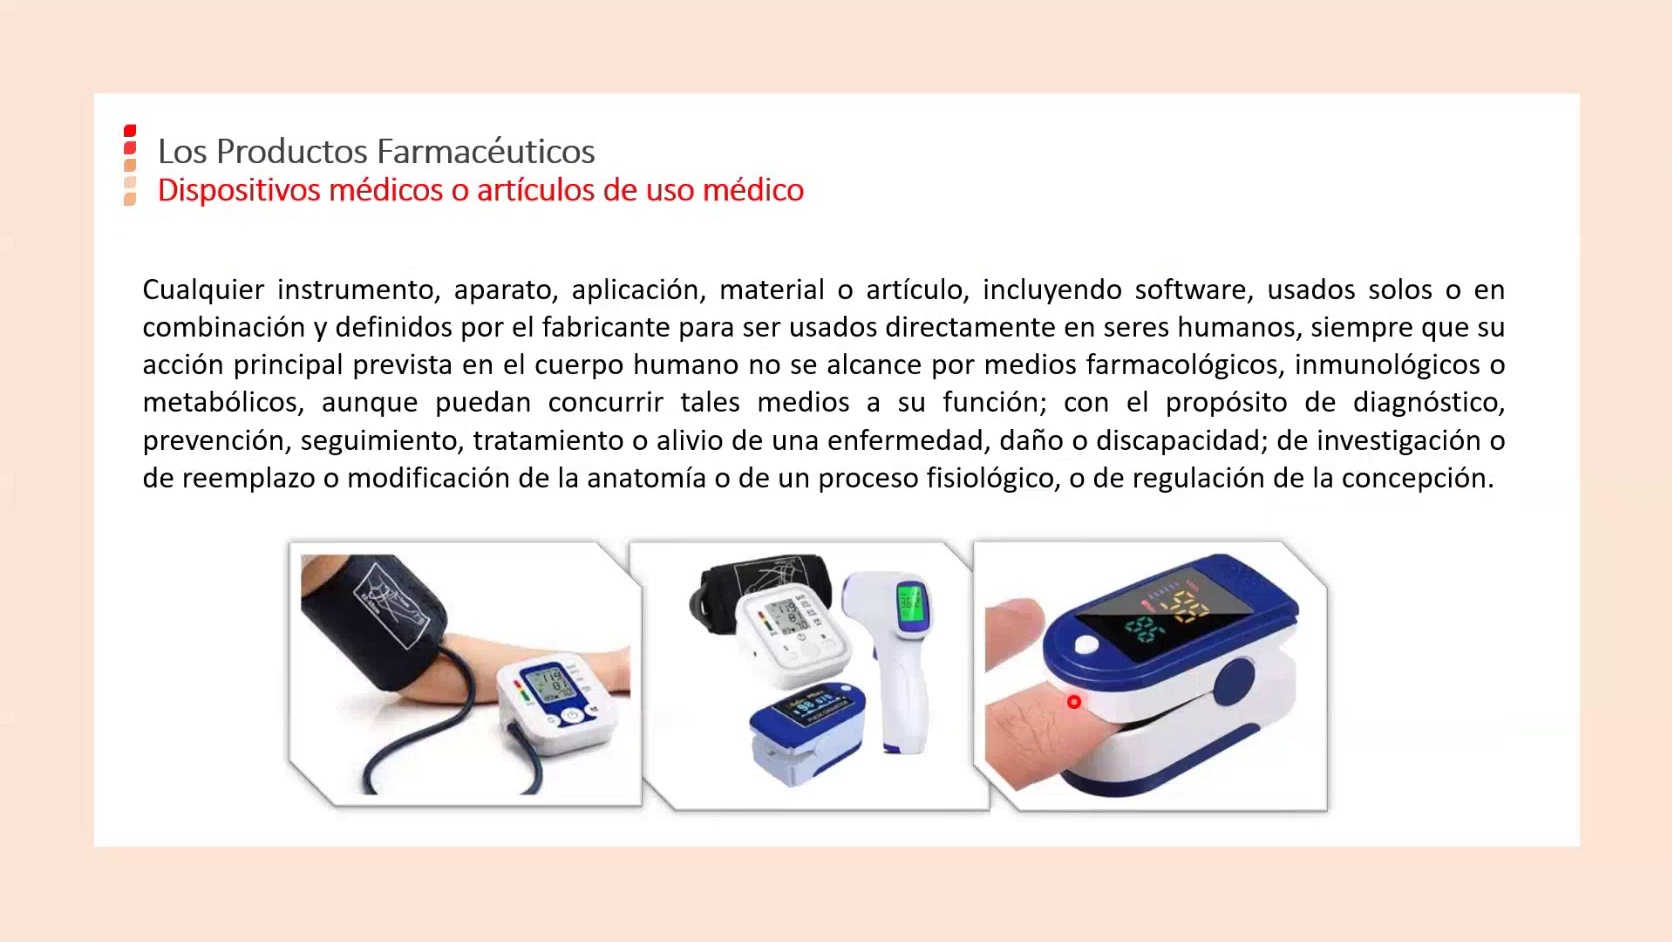 Los Productos Farmacéuticos
Dispositivos médicos o artículos de uso médico
Cualquier instrumento, aparato, aplicación, material o artículo, incluyendo software, usados solos o en
combinación y definidos por el fabricante para ser usados directamente en seres humanos, siempre que su
acción principal prevista en el cuerpo humano no se alcance por medios farmacológicos, inmunológicos o
metabólicos, aunque puedan concurrir tales medios a su función; con el propósito de diagnóstico,
prevención, seguimiento, tratamiento o alivio de una enfermedad, daño o discapacidad; de investigación o
de reemplazo o modificación de la anatomía o de un proceso fisiológico, o de regulación de la concepción.
119
81
119